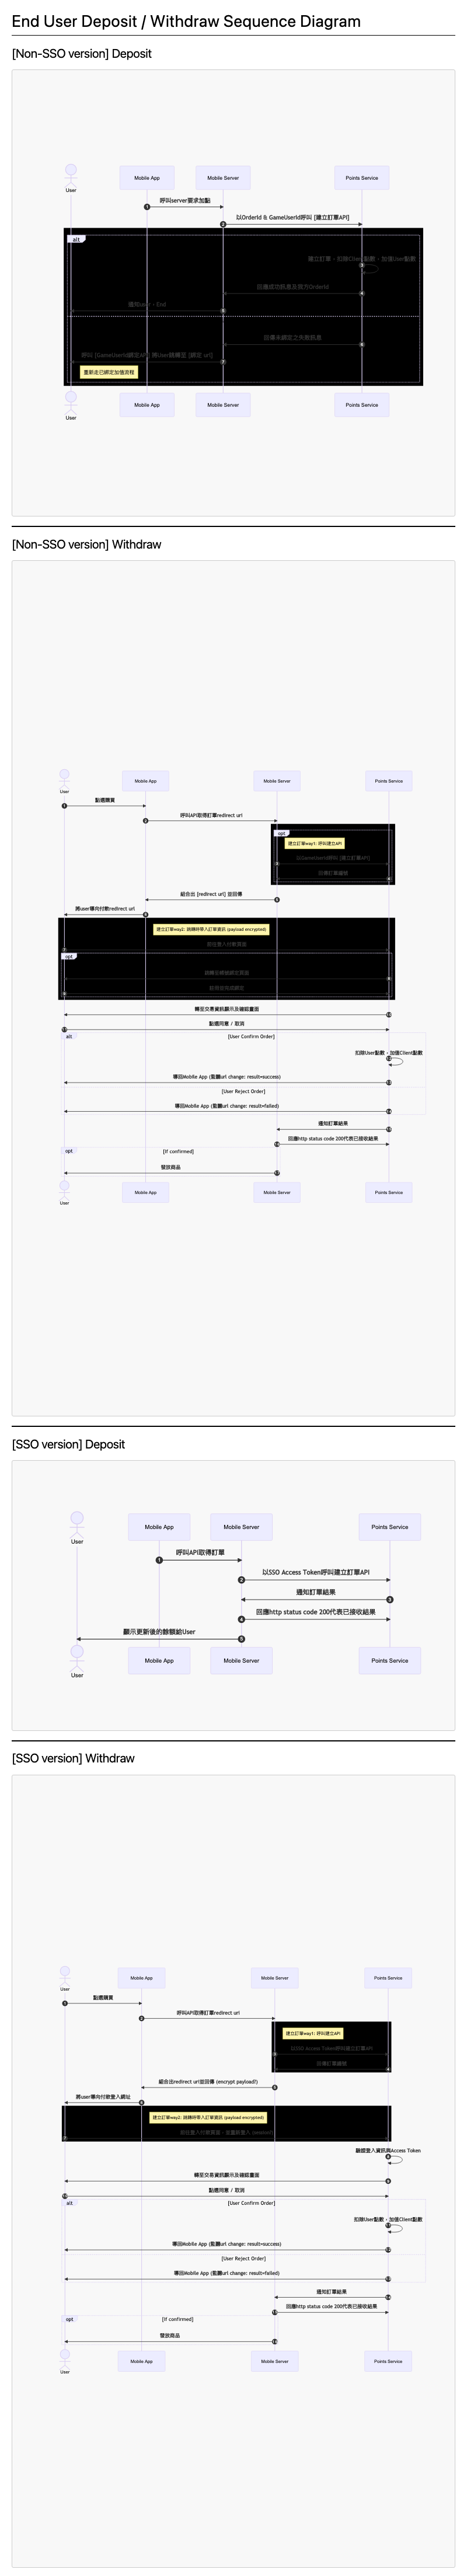 End User Deposit / Withdraw Sequence Diagram
[Non-SSO version] Deposit
User
Mobile App
Mobile Server
Points Service
1
呼叫server要求加點
2
以OrderId & GameUserId呼叫 [建立訂單API]
alt
建立訂單，扣除Client點數，加值User點數
回應成功訊息及我方OrderId
通知user，End
回應未綁定之失敗訊息
呼叫 [GameUserId綁定API] 將User跳轉至 [綁定 url]
重新走已綁定加值流程
User
Mobile App
Mobile Server
Points Service
[Non-SSO version] Withdraw
User
Mobile App
Mobile Server
Points Service
1
點選購買
2
呼叫API取得訂單redirect url
opt
建立訂單way1: 呼叫建立API
以GameUserId呼叫 [建立訂單API]
回傳訂單編號
組合出 [redirect url] 並回傳
將user導向付款redirect url
建立訂單way2: 跳轉時帶入訂單資訊 (payload encrypted)
前往登入付款頁面
opt
跳轉至帳號綁定頁面
轉至交易資訊顯示及確認畫面
點選同意 / 取消
alt
[User Confirm Order]
扣除User點數，加值Client點數
導回Mobile App (監聽url change: result=success)
[User Reject Order]
導回Mobile App (監聽url change: result=failed)
通知訂單結果
回應http status code 200代表已接收結果
opt
[If confirmed]
發放商品
User
Mobile App
Mobile Server
Points Service
[SSO version] Deposit
User
Mobile App
Mobile Server
Points Service
1
呼叫API取得訂單
2
以SSO Access Token呼叫建立訂單API
3
通知訂單結果
4
回應http status code 200代表已接收結果
5
顯示更新後的餘額給User
User
Mobile App
Mobile Server
Points Service
[SSO version] Withdraw
User
Mobile App
Mobile Server
Points Service
1
點選購買
2
呼叫API取得訂單redirect url
建立訂單way1: 呼叫建立API
以SSO Access Token呼叫建立訂單API
回傳訂單編號
組合出redirect url並回傳 (encrypt payload?)
將user導向付款登入網址
建立訂單way2: 跳轉時帶入訂單資訊 (payload encrypted)
驗證登入資訊與Access Token
轉至交易資訊顯示及確認畫面
點選同意 / 取消
alt
[User Confirm Order]
扣除User點數，加值Client點數
導回Mobile App (監聽url change: result=success)
[User Reject Order]
導回Mobile App (監聽url change: result=failed)
通知訂單結果
回應http status code 200代表已接收結果
opt
[If confirmed]
發放商品
User
Mobile App
Mobile Server
Points Service